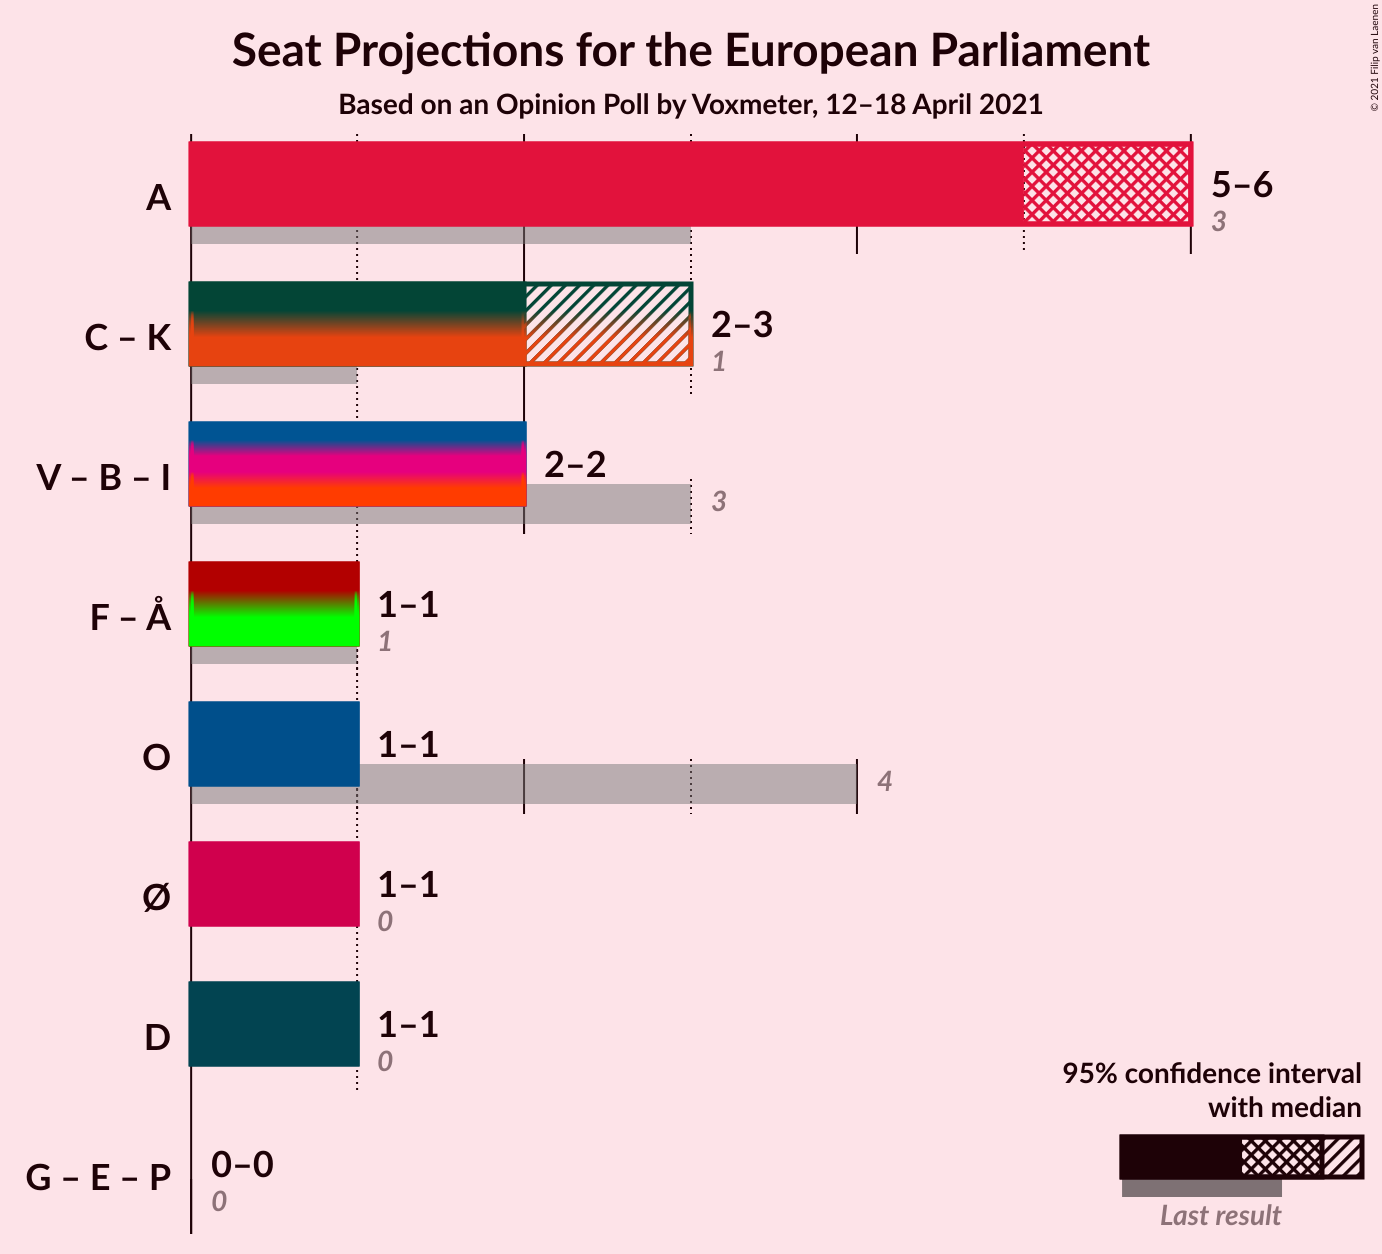 Seat Projections for the European Parliament
Based on an Opinion Poll by Voxmeter, 12–18 April 2021
© 2021 Filip van Laenen
A
5–6
3
C – K
2–3
1
V – B – I
2–2
3
F – Å
1–1
1
O
1–1
4
Ø
1–1
0
D
1–1
0
G – E – P
0–0
0
95% confidence interval
with median
Last result